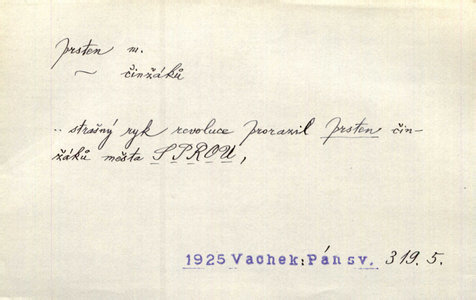 prsten m.
~ činžáků
.. strašný ryk revoluce prorazil prsten čin-
žáků města SPROU,
1925 Vachek: Pán sv. 319. 5.